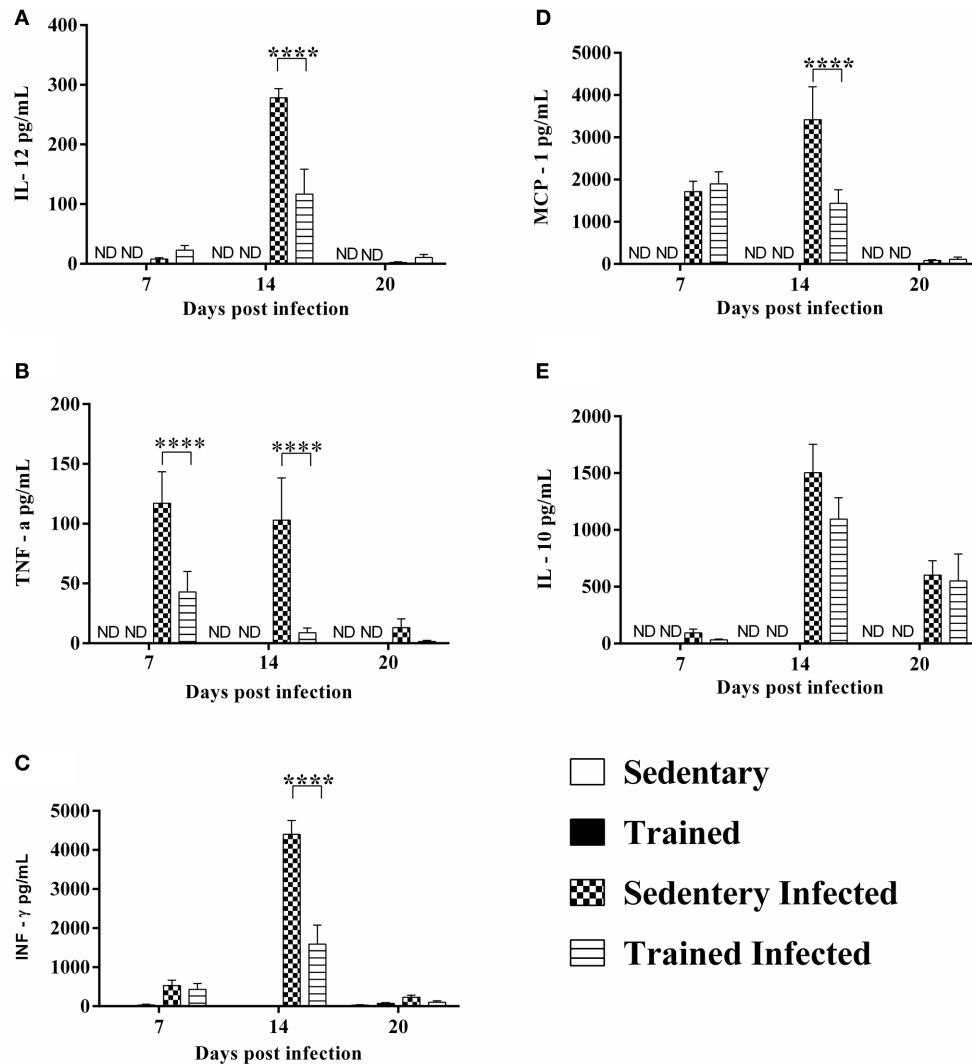 A
IL- 12 pg/mL
400
300
200
100
0
****
ND ND
ND ND
ND ND
7
14
20
Days post infection
B
TNF - a pg/mL
200
150
100
50
0
****
****
ND ND
ND ND
ND ND
7
14
20
Days post infection
C
INF - γ pg/mL
5000
4000
3000
2000
1000
0
****
7
14
20
Days post infection
D
MCP - 1 pg/mL
5000
4000
3000
2000
1000
0
****
ND ND
ND ND
ND ND
7
14
20
Days post infection
E
IL - 10 pg/mL
2000
1500
1000
500
0
ND ND
ND ND
ND ND
7
14
20
Days post infection
Sedentary
Trained
Sedentery Infected
Trained Infected